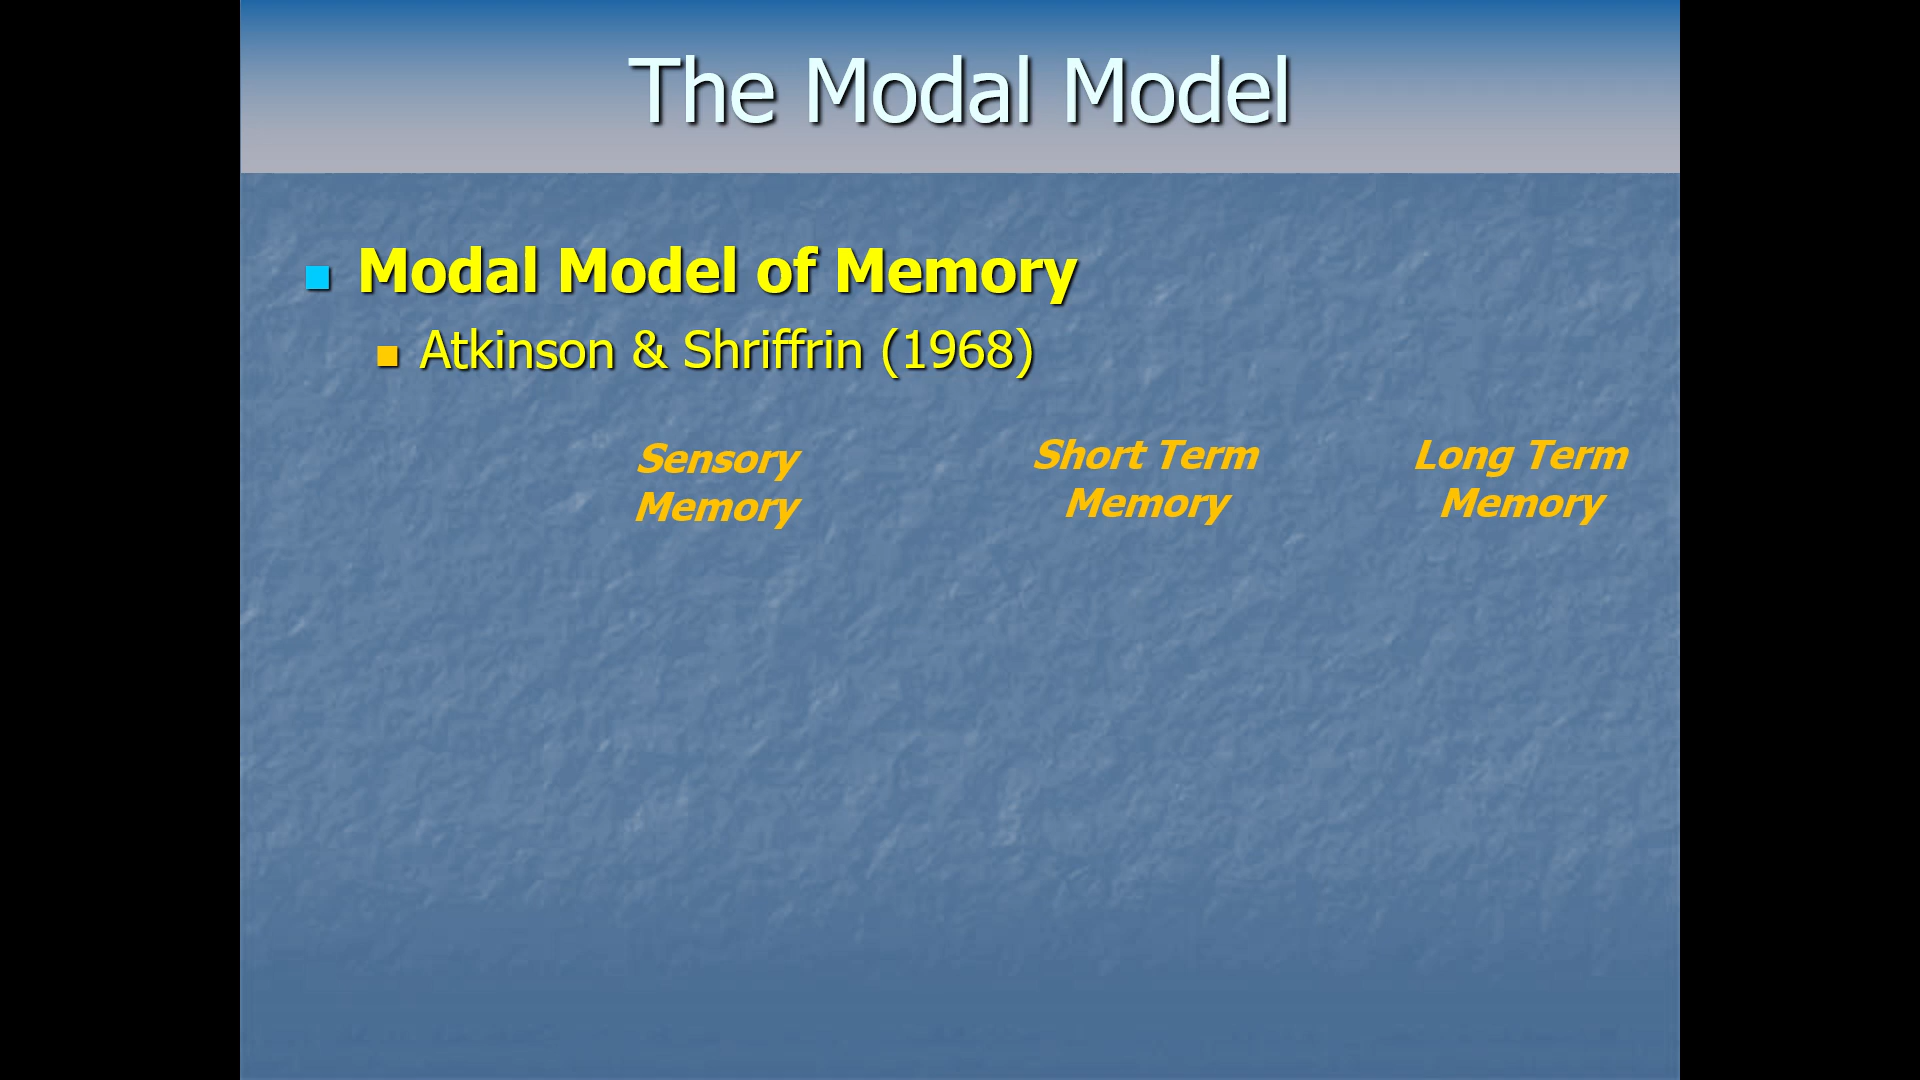 The Modal Model
Modal Model of Memory
Atkinson & Shriffrin (1968)
Sensory
Memory
Short Term
Memory
Long Term
Memory